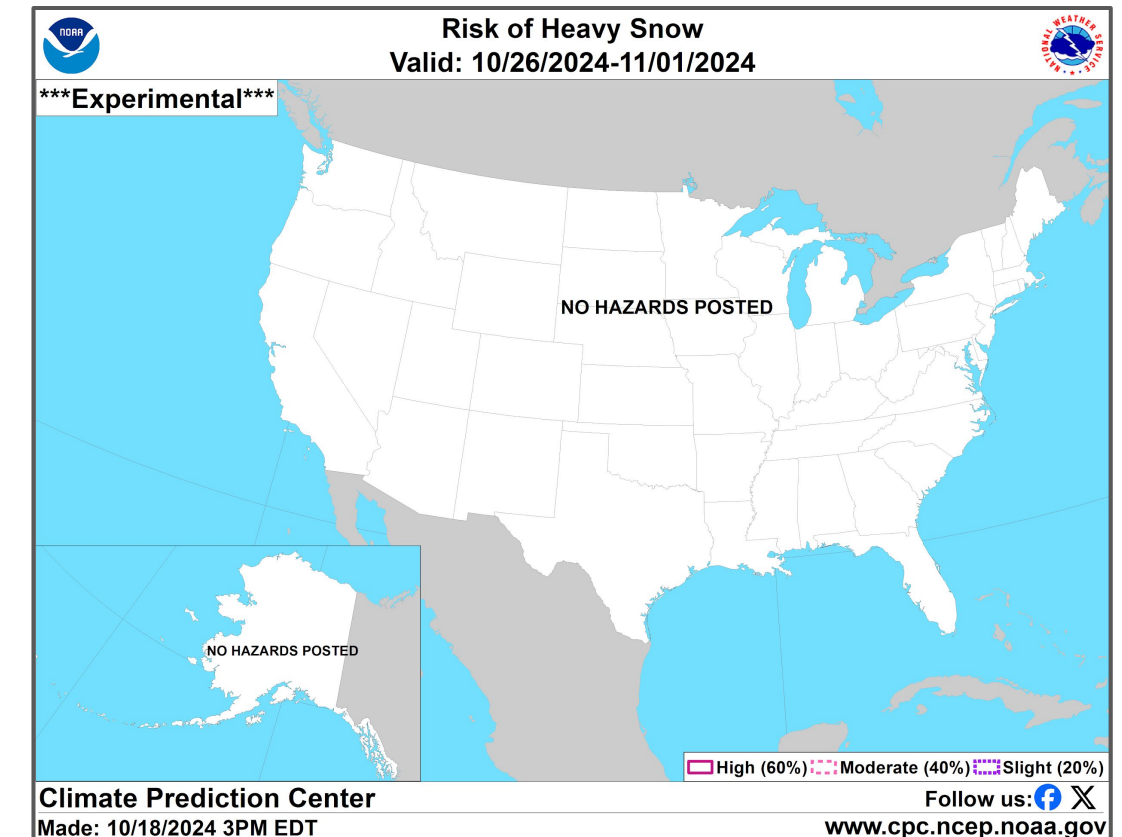 NOAA
Risk of Heavy Snow
Valid: 10/26/2024-11/01/2024
NATIONAL WEATHER SERVICE
***Experimental***
NO HAZARDS POSTED
NO HAZARDS POSTED
High (60%) Moderate (40%) Slight (20%)
Climate Prediction Center
Follow us:
Made: 10/18/2024 3PM EDT
www.cpc.ncep.noaa.gov